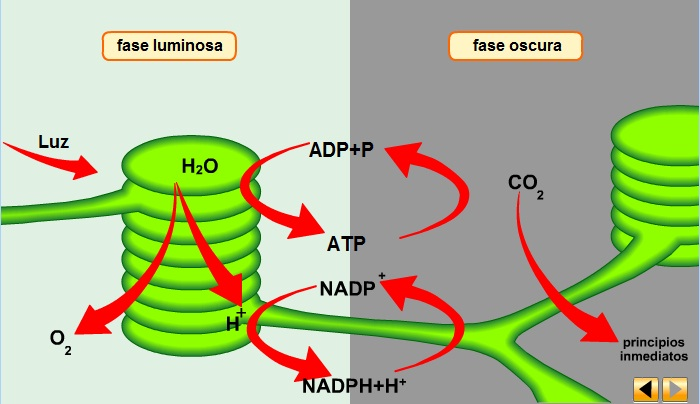 fase luminosa
fase oscura
Luz
H₂O
ADP+P
CO₂
ATP
NADP⁺
H⁺
O₂
principios
inmediatos
NADPH+H⁺